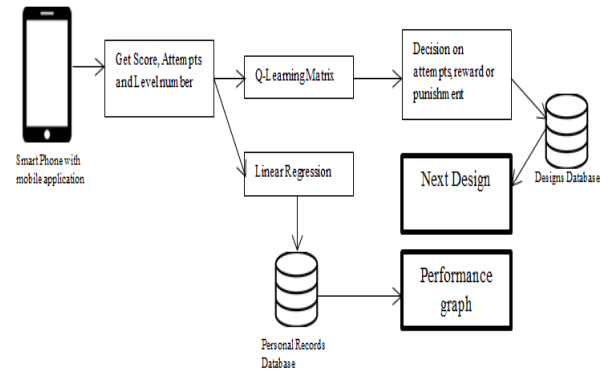 Smart Phone with
mobile application
Get Score, Attempts
and Level number
Q-Learning Matrix
Decision on
attempts, reward or
punishment
Designs Database
Linear Regression
Next Design
Personal Records
Database
Performance
graph